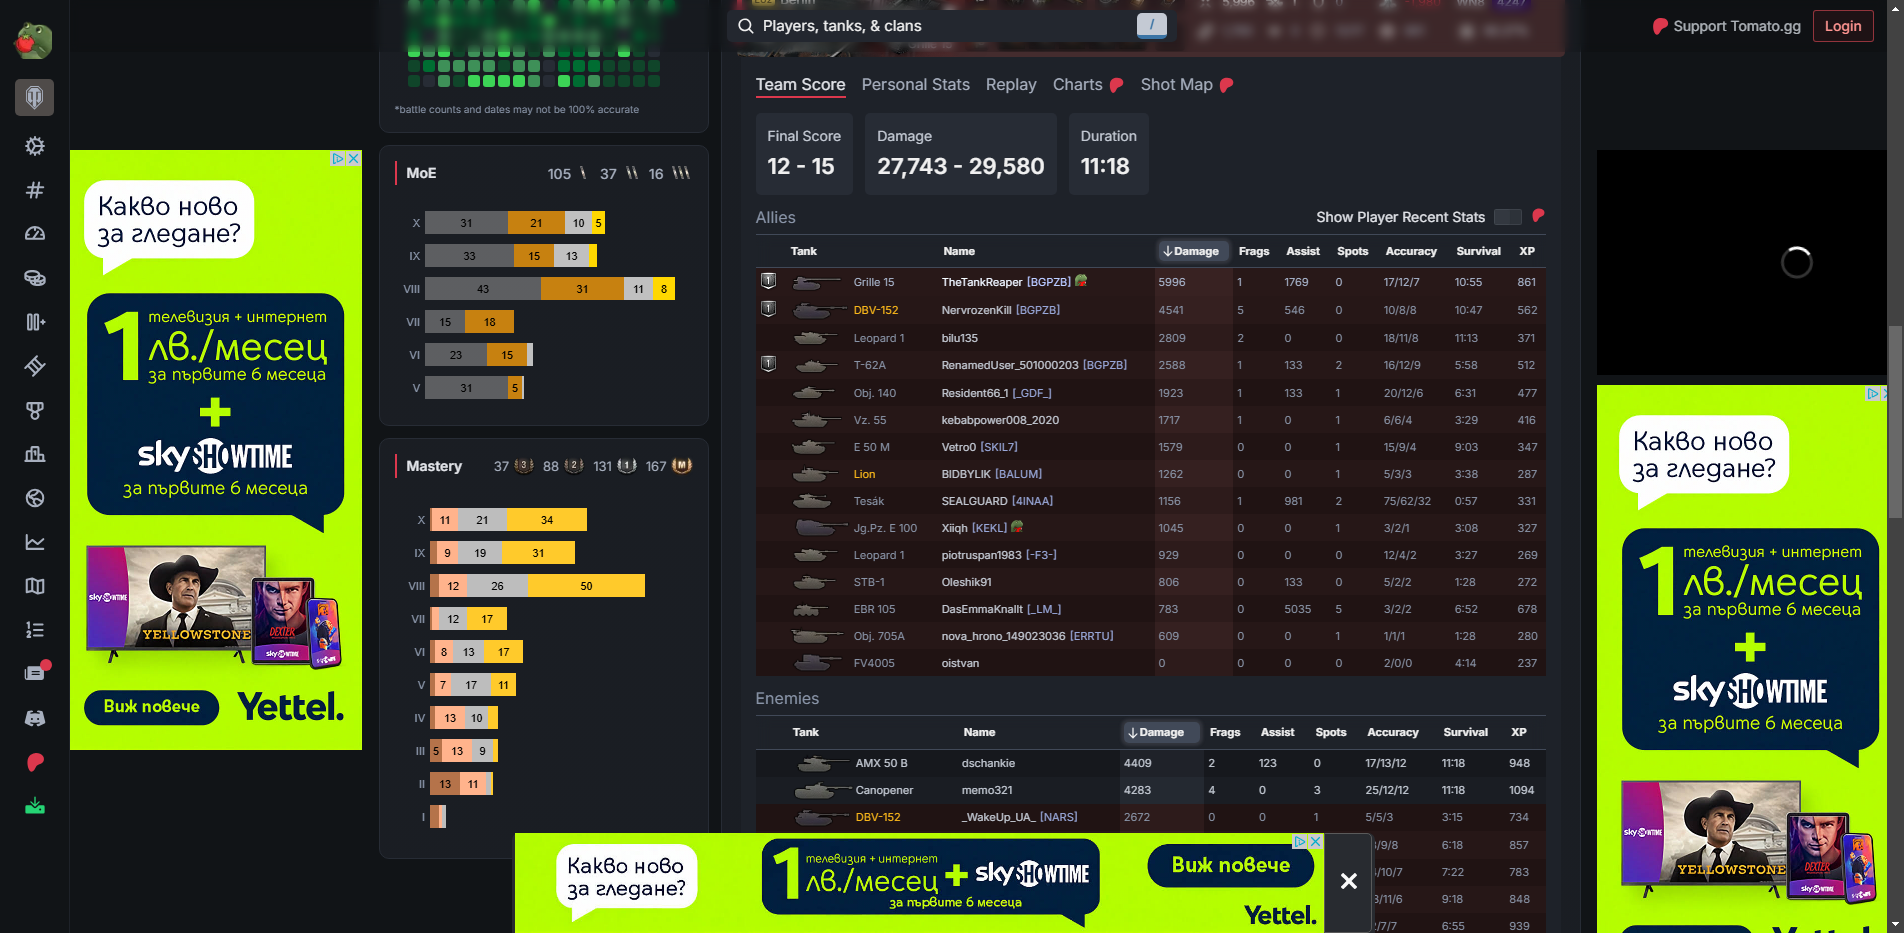 Players, tanks, & clans
/
Support Tomato.gg
Login
*battle counts and dates may not be 100% accurate
MoE
105 37 16
X 31 21 10 5
IX 33 15 13
VIII 43 31 11 8
VII 15 18
VI 23 15
V 31 5
Mastery
37 3 88 2 131 1 167 M
X 11 21 34
IX 9 19 31
VIII 12 26 50
VII 12 17
VI 8 13 17
V 7 17 11
IV 13 10
III 5 13 9
II 13 11
I
Team Score Personal Stats Replay Charts Shot Map
Final Score
12 - 15
Damage
27,743 - 29,580
Duration
11:18
Allies
Show Player Recent Stats
Tank Name ↓Damage Frags Assist Spots Accuracy Survival XP
1 Grille 15 TheTankReaper [BGPZB] 5996 1 1769 0 17/12/7 10:55 861
1 DBV-152 NervrozenKill [BGPZB] 4541 5 546 0 10/8/8 10:47 562
Leopard 1 bilu135 2809 2 0 0 18/11/8 11:13 371
1 T-62A RenamedUser_501000203 [BGPZB] 2588 1 133 2 16/12/9 5:58 512
Obj. 140 Resident66_1 [_GDF_] 1923 1 133 1 20/12/6 6:31 477
Vz. 55 kebabpower008_2020 1717 1 0 1 6/6/4 3:29 416
E 50 M Vetro0 [SKIL7] 1579 0 0 1 15/9/4 9:03 347
Lion BIDBYLIK [BALUM] 1262 0 0 1 5/3/3 3:38 287
Tesák SEALGUARD [4INAA] 1156 1 981 2 75/62/32 0:57 331
Jg.Pz. E 100 Xiiqh [KEKL] 1045 0 0 1 3/2/1 3:08 327
Leopard 1 piotruspan1983 [-F3-] 929 0 0 0 12/4/2 3:27 269
STB-1 Oleshik91 806 0 133 0 5/2/2 1:28 272
EBR 105 DasEmmaKnallt [_LM_] 783 0 5035 5 3/2/2 6:52 678
Obj. 705A nova_hrono_149023036 [ERRTU] 609 0 0 1 1/1/1 1:28 280
FV4005 oistvan 0 0 0 0 2/0/0 4:14 237
Enemies
Tank Name ↓Damage Frags Assist Spots Accuracy Survival XP
AMX 50 B dschankie 4409 2 123 0 17/13/12 11:18 948
Canopener memo321 4283 4 0 3 25/12/12 11:18 1094
DBV-152 _WakeUp_UA_ [NARS] 2672 0 0 1 5/5/3 3:15 734
/9/8 6:18 857
/10/7 7:22 783
/11/6 9:18 848
/7/7 6:55 939
Какво ново
за гледане?
1 телевизия + интернет
лв./месец
за първите 6 месеца
+
skySHOWTIME
за първите 6 месеца
skySHOWTIME
YELLOWSTONE
DEXTER
skySHOWTIME
Виж повече
Yettel.
Какво ново
за гледане?
1 телевизия + интернет
лв./месец + skySHOWTIME
за първите 6 месеца
Виж повече
Yettel.
Какво ново
за гледане?
1 телевизия + интернет
лв./месец
за първите 6 месеца
+
skySHOWTIME
за първите 6 месеца
skySHOWTIME
YELLOWSTONE
DEXTER
skySHOWTIME